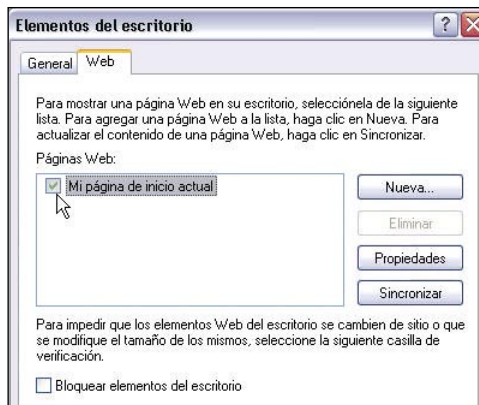 Elementos del escritorio
General Web
Para mostrar una página Web en su escritorio, selecciónela de la siguiente
lista. Para agregar una página Web a la lista, haga clic en Nueva. Para
actualizar el contenido de una página Web, haga clic en Sincronizar.
Páginas Web:
Mi página de inicio actual
Nueva...
Eliminar
Propiedades
Sincronizar
Para impedir que los elementos Web del escritorio se cambien de sitio o que
se modifique el tamaño de los mismos, seleccione la siguiente casilla de
verificación.
Bloquear elementos del escritorio